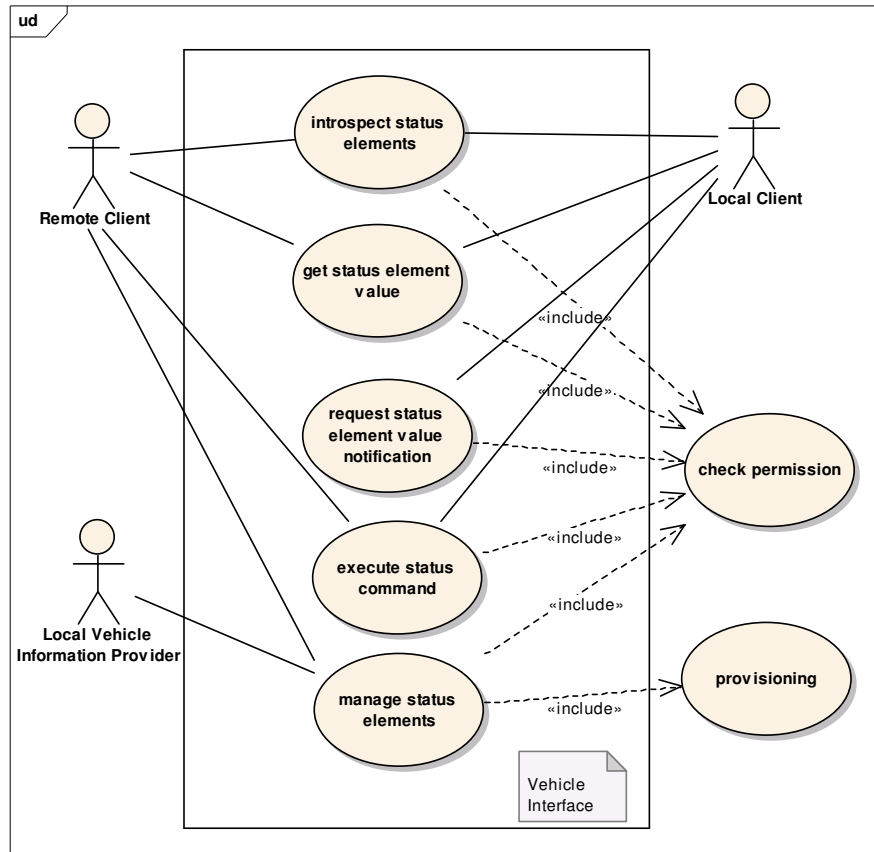 ud
introspect status
elements
Remote Client
Local Client
get status element
value
«include»
«include»
request status
element value
notification
«include»
check permission
«include»
execute status
command
«include»
Local Vehicle
Information Provider
manage status
elements
«include»
provisioning
Vehicle
Interface